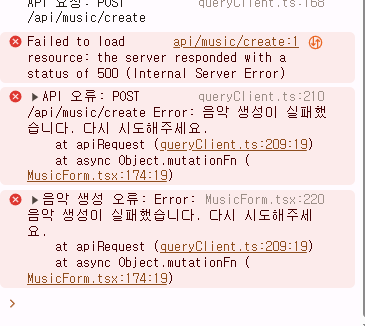 API 요청: POST queryClient.ts:168
/api/music/create
Failed to load api/music/create:1
resource: the server responded with a
status of 500 (Internal Server Error)
▶API 오류: POST queryClient.ts:210
/api/music/create Error: 음악 생성이 실패했
습니다. 다시 시도해주세요.
at apiRequest (queryClient.ts:209:19)
at async Object.mutationFn (
MusicForm.tsx:174:19)
▶음악 생성 오류: Error: MusicForm.tsx:220
음악 생성이 실패했습니다. 다시 시도해주세
요.
at apiRequest (queryClient.ts:209:19)
at async Object.mutationFn (
MusicForm.tsx:174:19)